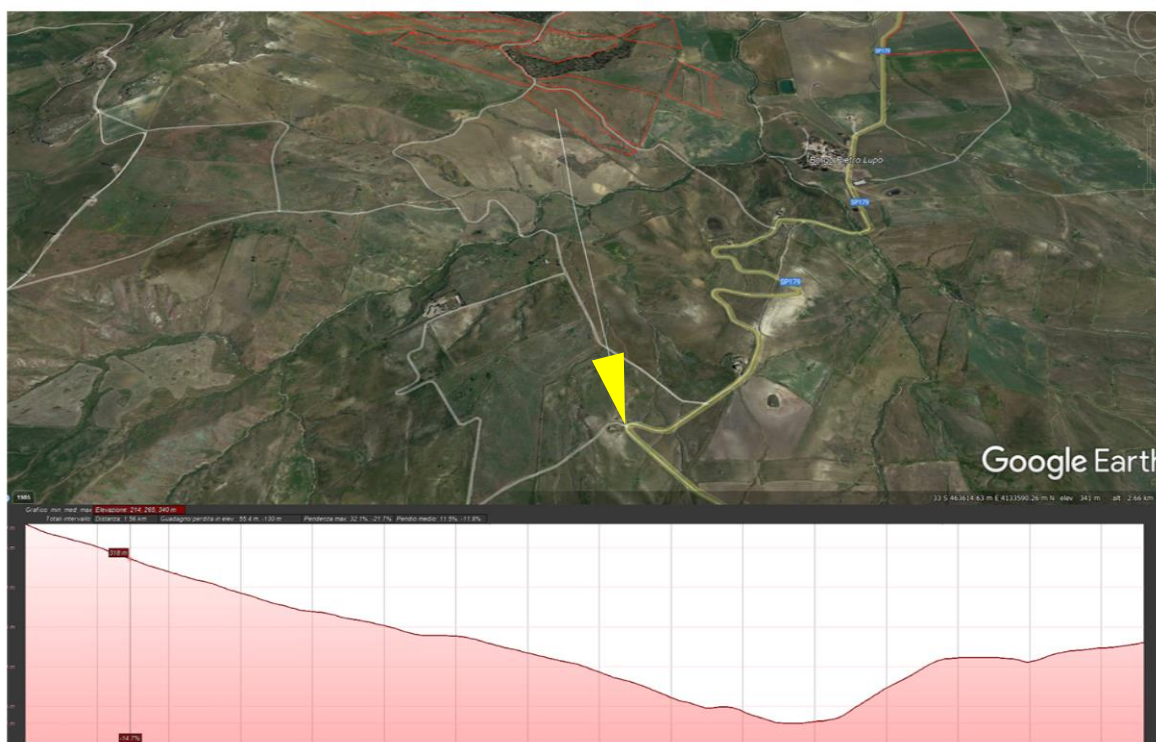 SP179
Borgo Pietro Lupo
SP179
SP179
Google Earth
1985
33 S 463614.63 m E 4133590.26 m N elev 341 m alt 2.66 km
Grafico: min, med, max Elevazione: 214, 265, 340 m
Totali intervallo: Distanza: 1.56 km Guadagno perdita in elev.: 55.4 m, -130 m Pendenza max: 32.1%, -21.7% Pendio medio: 11.5%, -11.8%
318 m
-14.7%